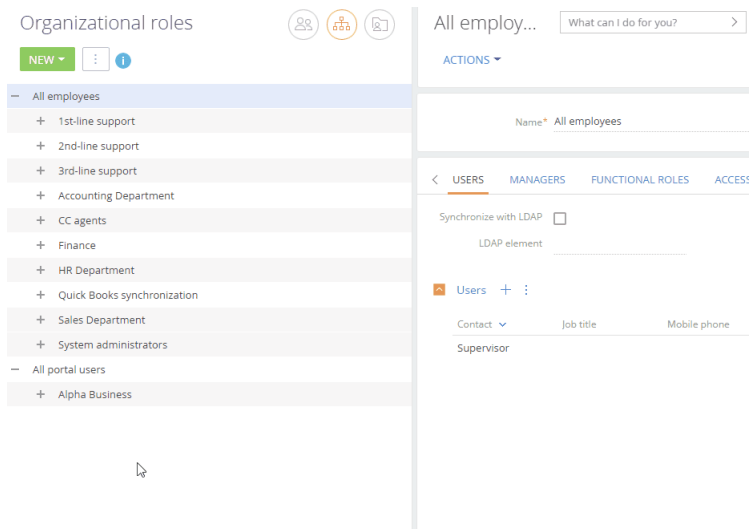 Organizational roles
NEW
All employees
1st-line support
2nd-line support
3rd-line support
Accounting Department
CC agents
Finance
HR Department
Quick Books synchronization
Sales Department
System administrators
All portal users
Alpha Business
All employ...
What can I do for you?
ACTIONS
Name* All employees
USERS MANAGERS FUNCTIONAL ROLES ACCESS
Synchronize with LDAP
LDAP element
Users
Contact Job title Mobile phone
Supervisor